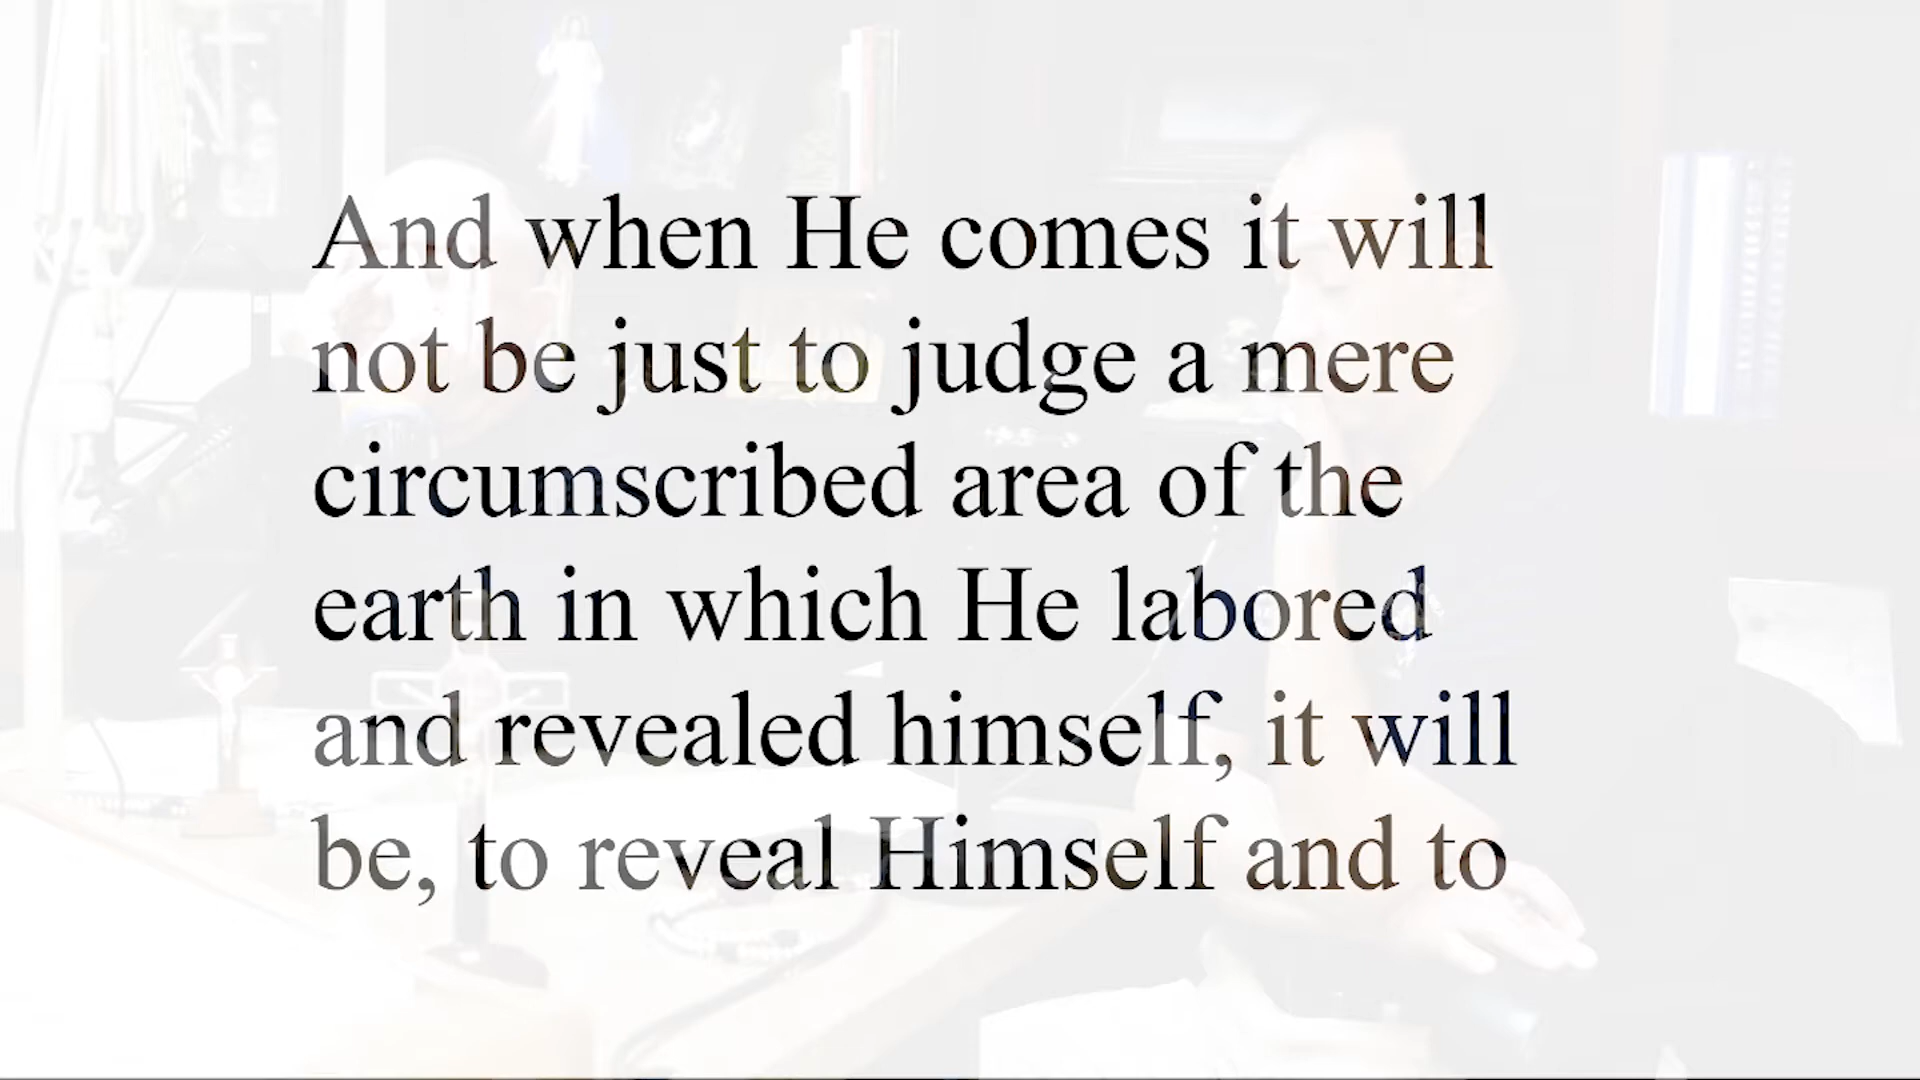 And when He comes it will
not be just to judge a mere
circumscribed area of the
earth in which He labored
and revealed himself, it will
be, to reveal Himself and to